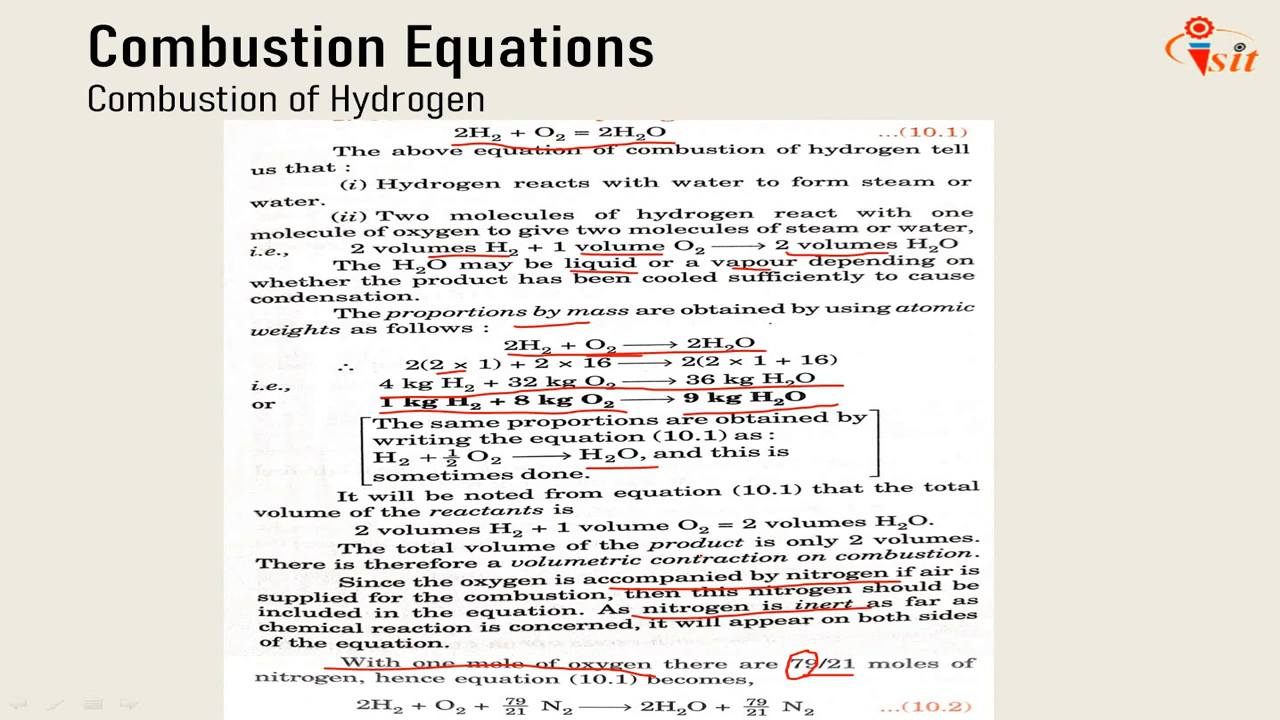 Combustion Equations
Combustion of Hydrogen
sit
2H₂ + O₂ = 2H₂O ...(10.1)
The above equation of combustion of hydrogen tell
us that :
(i) Hydrogen reacts with water to form steam or
water.
(ii) Two molecules of hydrogen react with one
molecule of oxygen to give two molecules of steam or water,
i.e., 2 volumes H₂ + 1 volume O₂ ⟶ 2 volumes H₂O
The H₂O may be liquid or a vapour depending on
whether the product has been cooled sufficiently to cause
condensation.
The proportions by mass are obtained by using atomic
weights as follows :
2H₂ + O₂ ⟶ 2H₂O
∴ 2(2 × 1) + 2 × 16 ⟶ 2(2 × 1 + 16)
i.e., 4 kg H₂ + 32 kg O₂ ⟶ 36 kg H₂O
or 1 kg H₂ + 8 kg O₂ ⟶ 9 kg H₂O
[The same proportions are obtained by
writing the equation (10.1) as :
H₂ + ½ O₂ ⟶ H₂O, and this is
sometimes done.]
It will be noted from equation (10.1) that the total
volume of the reactants is
2 volumes H₂ + 1 volume O₂ = 2 volumes H₂O.
The total volume of the product is only 2 volumes.
There is therefore a volumetric contraction on combustion.
Since the oxygen is accompanied by nitrogen if air is
supplied for the combustion, then this nitrogen should be
included in the equation. As nitrogen is inert as far as
chemical reaction is concerned, it will appear on both sides
of the equation.
With one mole of oxygen there are 79/21 moles of
nitrogen, hence equation (10.1) becomes,
2H₂ + O₂ + 79/21 N₂ ⟶ 2H₂O + 79/21 N₂ ...(10.2)